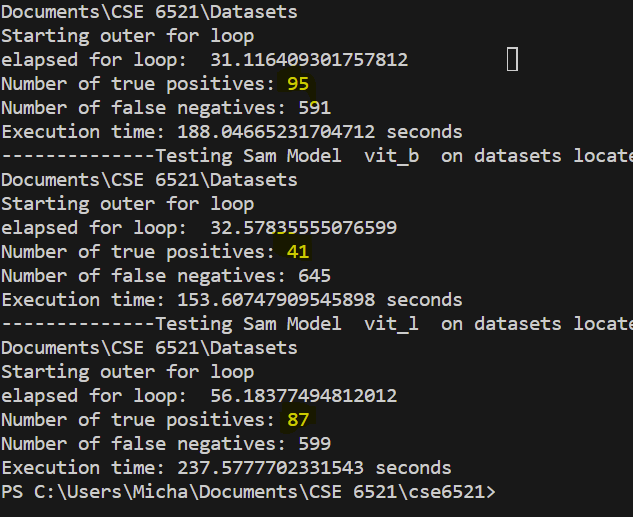 Documents\CSE 6521\Datasets
Starting outer for loop
elapsed for loop:  31.116409301757812
Number of true positives: 95
Number of false negatives: 591
Execution time: 188.04665231704712 seconds
--------------Testing Sam Model  vit_b  on datasets locate
Documents\CSE 6521\Datasets
Starting outer for loop
elapsed for loop:  32.57835555076599
Number of true positives: 41
Number of false negatives: 645
Execution time: 153.60747909545898 seconds
--------------Testing Sam Model  vit_l  on datasets locate
Documents\CSE 6521\Datasets
Starting outer for loop
elapsed for loop:  56.18377494812012
Number of true positives: 87
Number of false negatives: 599
Execution time: 237.5777702331543 seconds
PS C:\Users\Micha\Documents\CSE 6521\cse6521>